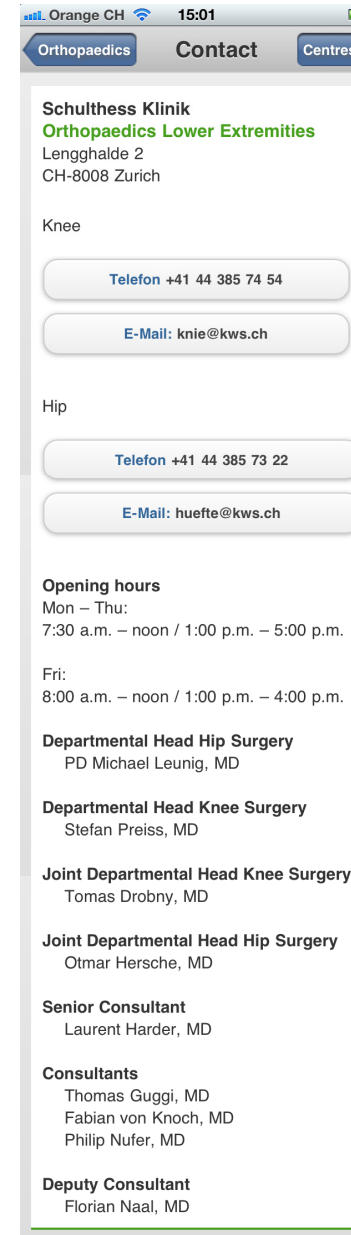 Orange CH 15:01
Orthopaedics Contact Centres
Schulthess Klinik
Orthopaedics Lower Extremities
Lengghalde 2
CH-8008 Zurich
Knee
Telefon +41 44 385 74 54
E-Mail: knie@kws.ch
Hip
Telefon +41 44 385 73 22
E-Mail: huefte@kws.ch
Opening hours
Mon – Thu:
7:30 a.m. – noon / 1:00 p.m. – 5:00 p.m.
Fri:
8:00 a.m. – noon / 1:00 p.m. – 4:00 p.m.
Departmental Head Hip Surgery
PD Michael Leunig, MD
Departmental Head Knee Surgery
Stefan Preiss, MD
Joint Departmental Head Knee Surgery
Tomas Drobny, MD
Joint Departmental Head Hip Surgery
Otmar Hersche, MD
Senior Consultant
Laurent Harder, MD
Consultants
Thomas Guggi, MD
Fabian von Knoch, MD
Philip Nufer, MD
Deputy Consultant
Florian Naal, MD